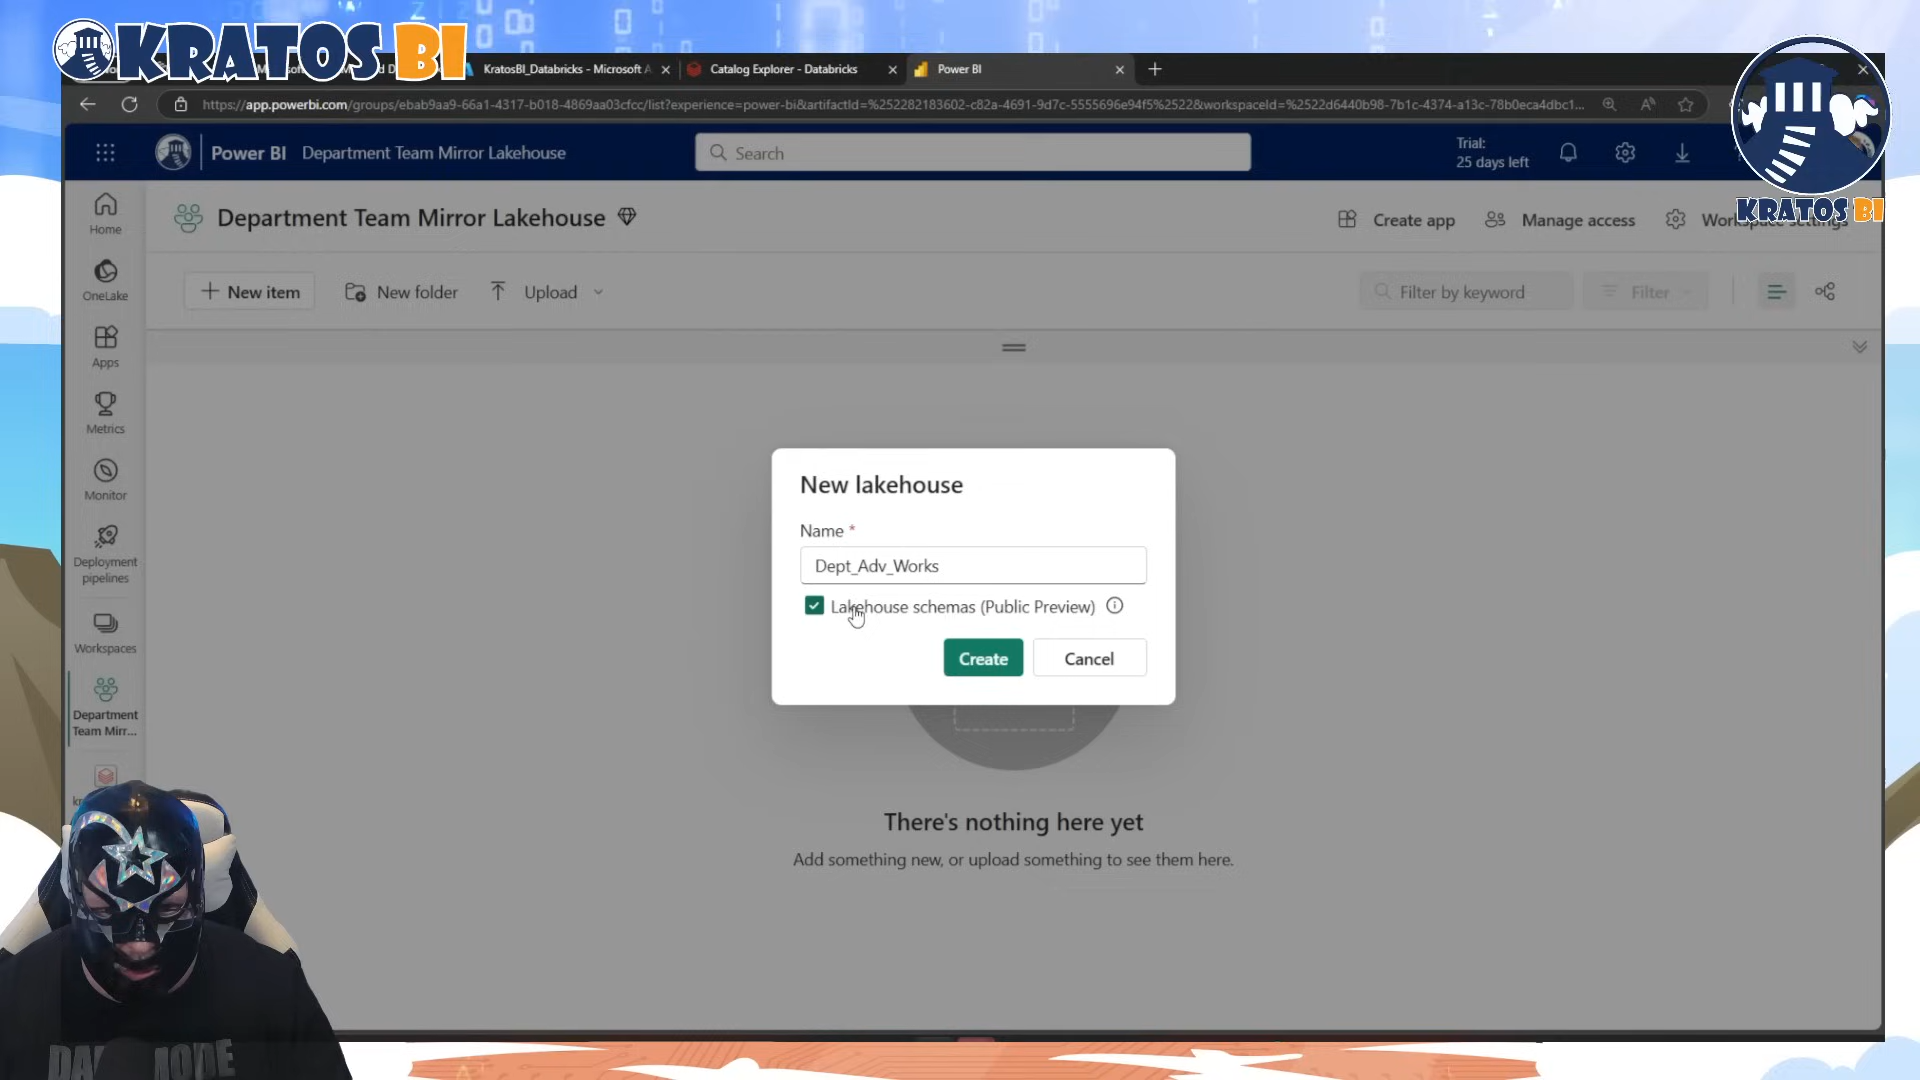 KRATOS BI
KratosBI_Databricks - Microsoft A
Catalog Explorer - Databricks
Power BI
https://app.powerbi.com/groups/ebab9aa9-66a1-4317-b018-4869aa03cfcc/list?experience=power-bi&artifactId=%252282183602-c82a-4691-9d7c-5555696e94f5%2522&workspaceId=%2522d6440b98-7b1c-4374-a13c-78b0eca4dbc1...
Power BI
Department Team Mirror Lakehouse
Search
Trial:
25 days left
KRATOS BI
Home
Department Team Mirror Lakehouse
Create app
Manage access
Workspace settings
OneLake
New item
New folder
Upload
Filter by keyword
Filter
Apps
Metrics
Monitor
Deployment
pipelines
Workspaces
Department
Team Mirr...
New lakehouse
Name *
Dept_Adv_Works
Lakehouse schemas (Public Preview)
Create
Cancel
There's nothing here yet
Add something new, or upload something to see them here.